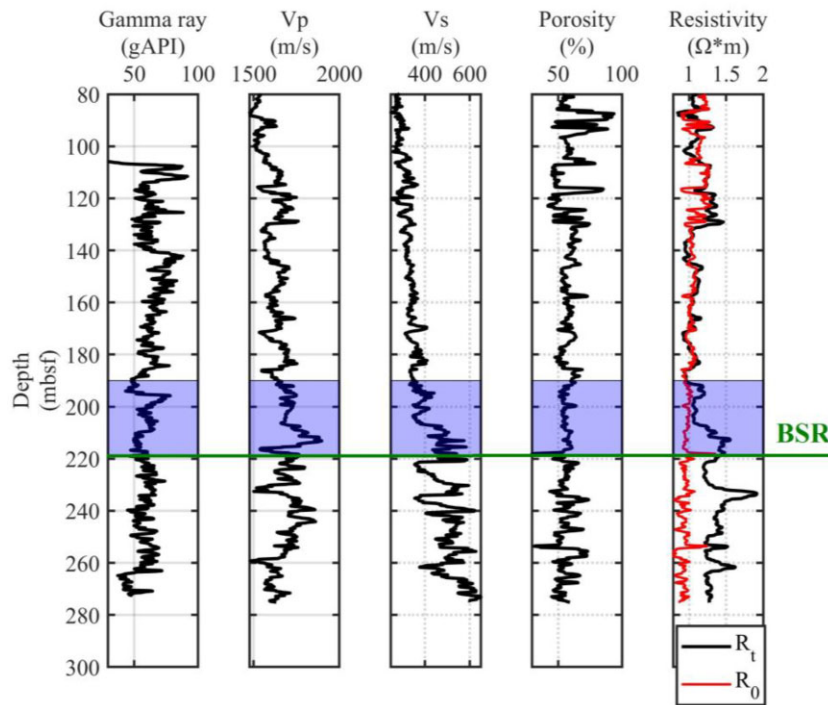 Gamma ray Vp Vs Porosity Resistivity
(gAPI) (m/s) (m/s) (%) (Ω*m)
50 100 1500 2000 400 600 50 100 1 1.5 2
80
100
120
140
160
180
200
220
240
260
280
300
Depth
(mbsf)
BSR
Rt
R0